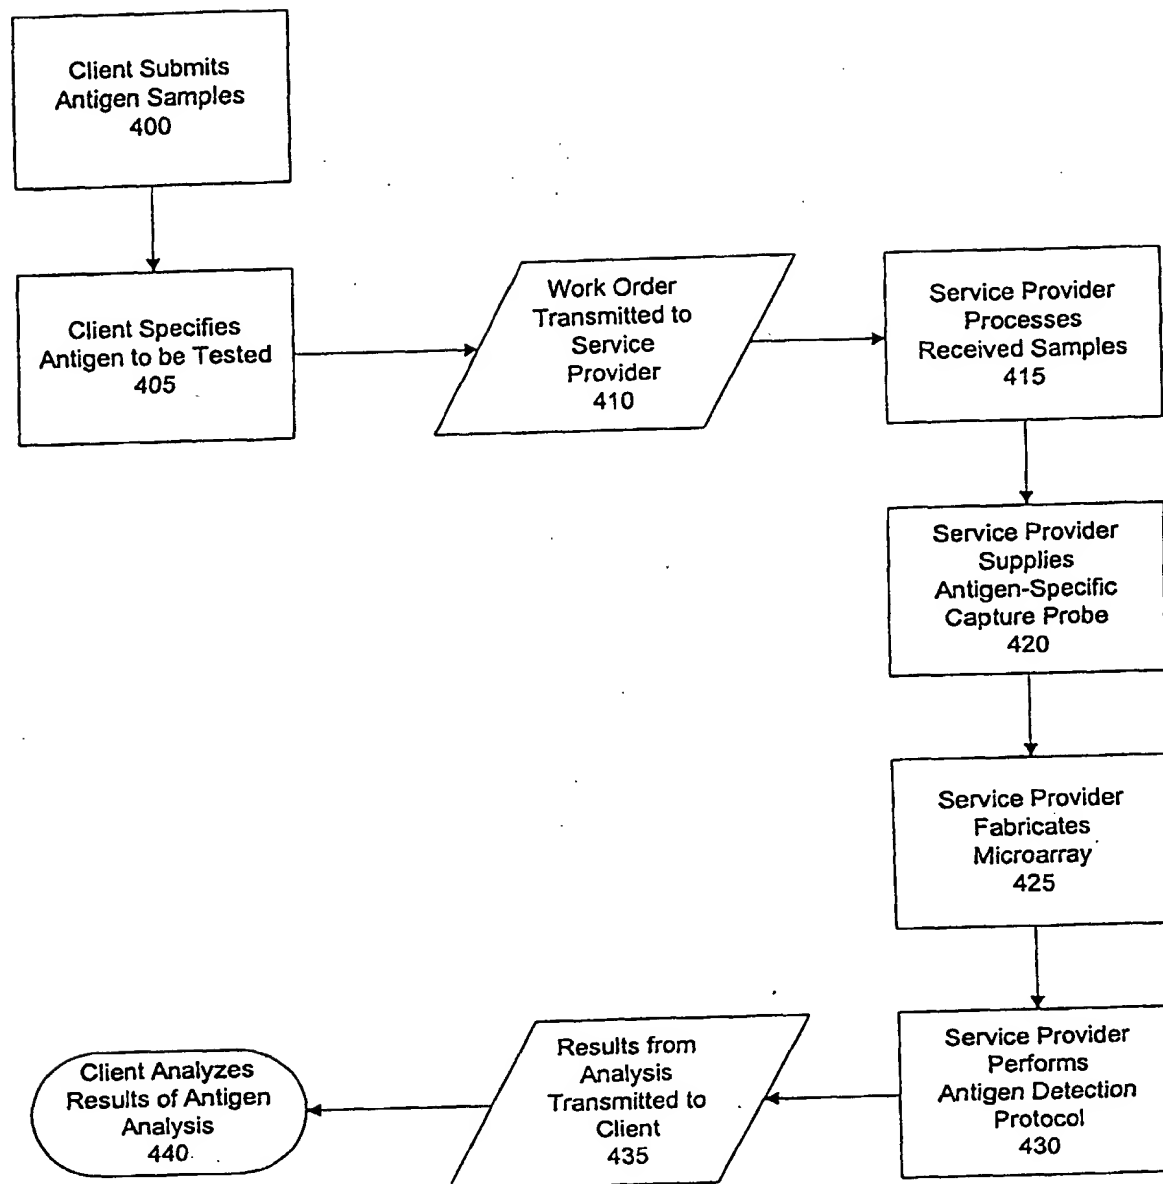 Client Submits
Antigen Samples
400
Client Specifies
Antigen to be Tested
405
Work Order
Transmitted to
Service
Provider
410
Service Provider
Processes
Received Samples
415
Service Provider
Supplies
Antigen-Specific
Capture Probe
420
Service Provider
Fabricates
Microarray
425
Service Provider
Performs
Antigen Detection
Protocol
430
Results from
Analysis
Transmitted to
Client
435
Client Analyzes
Results of Antigen
Analysis
440